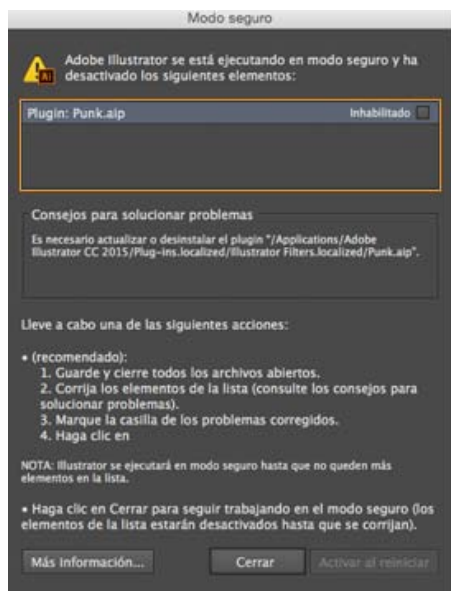 Modo seguro
Adobe Illustrator se está ejecutando en modo seguro y ha
desactivado los siguientes elementos:
Plugin: Punk.aip Inhabilitado
Consejos para solucionar problemas
Es necesario actualizar o desinstalar el plugin "/Applications/Adobe
Illustrator CC 2015/Plug-ins.localized/Illustrator Filters.localized/Punk.aip".
Lleve a cabo una de las siguientes acciones:
• (recomendado):
1. Guarde y cierre todos los archivos abiertos.
2. Corrija los elementos de la lista (consulte los consejos para
solucionar problemas).
3. Marque la casilla de los problemas corregidos.
4. Haga clic en
NOTA: Illustrator se ejecutará en modo seguro hasta que no queden más
elementos en la lista.
• Haga clic en Cerrar para seguir trabajando en el modo seguro (los
elementos de la lista estarán desactivados hasta que se corrijan).
Más información... Cerrar Activar al reiniciar